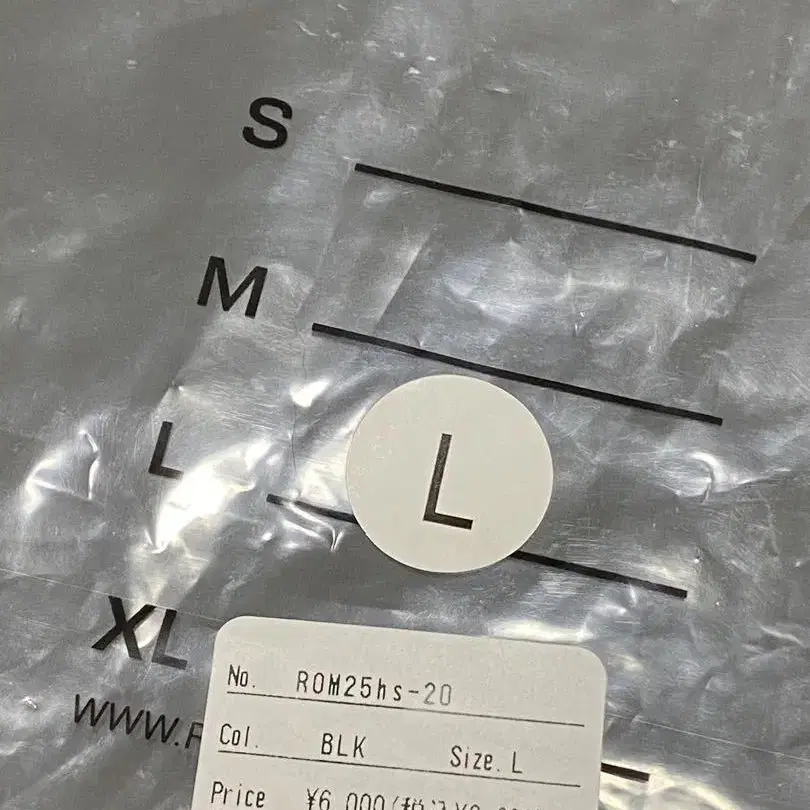 S
M
L
L
XL
WWW.
No. ROM25hs-20
Col. BLK Size. L
Price ¥6,000